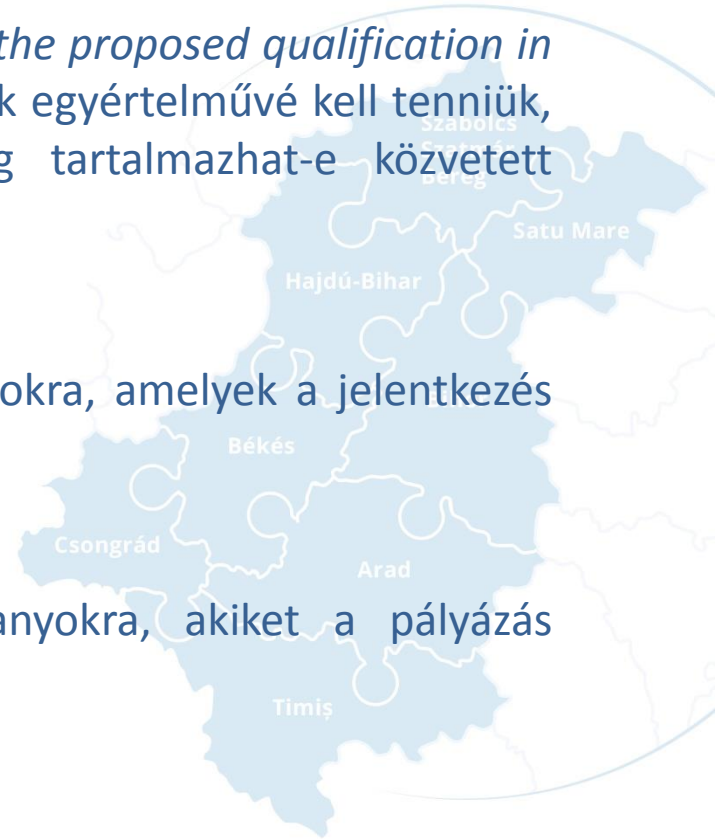 the proposed qualification in
k egyértelművé kell tenniük,
g tartalmazhat-e közvetett
Szabolcs
Szatmár
Bereg
Satu Mare
Hajdú-Bihar
okra, amelyek a jelentkezés
Békés
Csongrád
Arad
anyokra, akiket a pályázás
Timiș